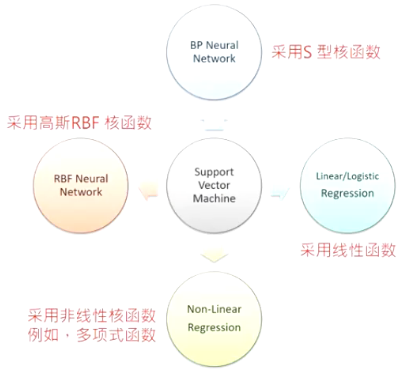 BP Neural
Network
采用S 型核函数
采用高斯RBF 核函数
RBF Neural
Network
Support
Vector
Machine
Linear/Logistic
Regression
采用线性函数
采用非线性核函数
例如，多项式函数
Non-Linear
Regression